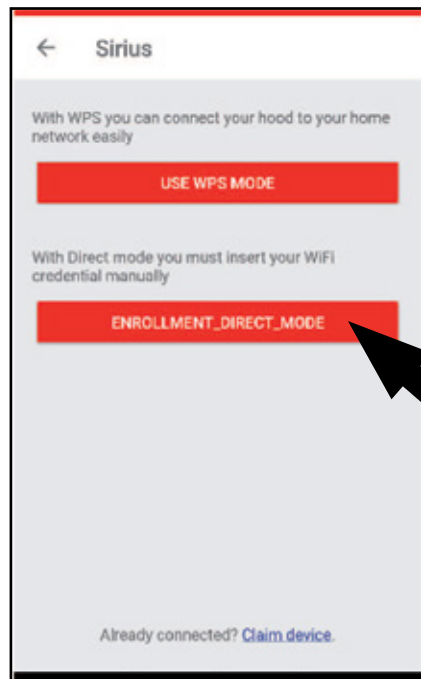 ← Sirius
With WPS you can connect your hood to your home
network easily
USE WPS MODE
With Direct mode you must insert your WiFi
credential manually
ENROLLMENT_DIRECT_MODE
Already connected? Claim device.